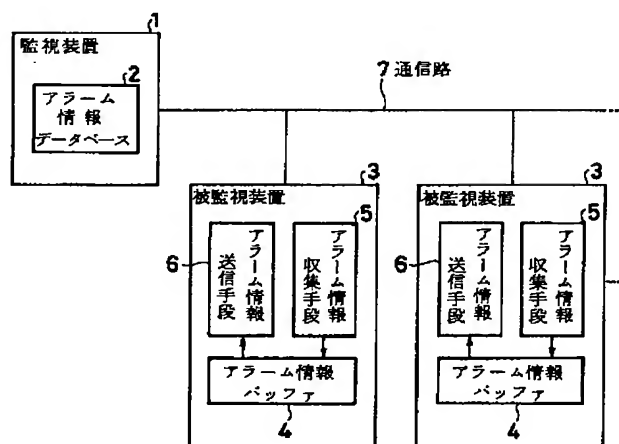 1
監視装置
2
アラーム
情報
データベース
7 通信路
3
被監視装置
5
6
アラーム情報
送信手段
アラーム情報
収集手段
アラーム情報
バッファ
4
3
被監視装置
5
6
アラーム情報
送信手段
アラーム情報
収集手段
アラーム情報
バッファ
4